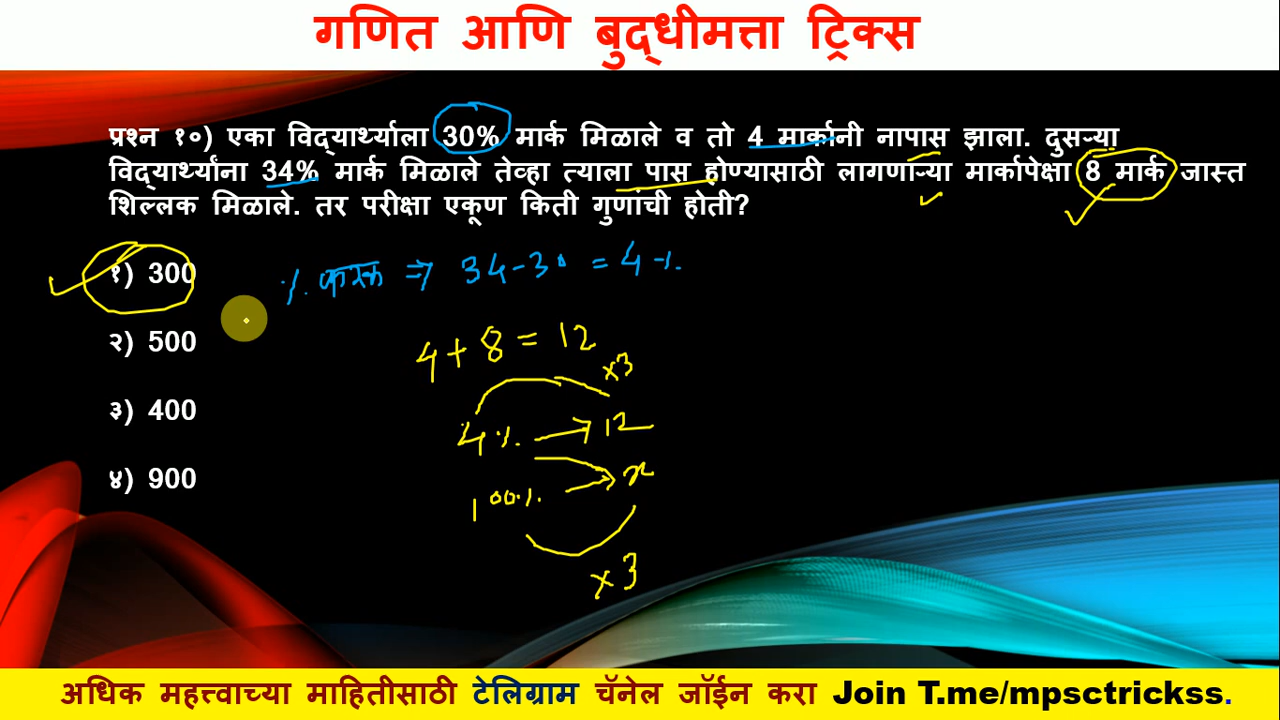 गणित आणि बुद्धीमत्ता ट्रिक्स
प्रश्न १०) एका विद्यार्थ्याला 30% मार्क मिळाले व तो 4 मार्कानी नापास झाला. दुसऱ्या
विद्यार्थ्यांना 34% मार्क मिळाले तेव्हा त्याला पास होण्यासाठी लागणाऱ्या मार्कापेक्षा 8 मार्क जास्त
शिल्लक मिळाले. तर परीक्षा एकूण किती गुणांची होती?
१) 300
% फरक ⇒ 34-30 = 4%
२) 500
4 + 8 = 12
×3
३) 400
4% → 12
४) 900
100% → x
×3
अधिक महत्त्वाच्या माहितीसाठी टेलिग्राम चॅनेल जॉईन करा Join T.me/mpsctrickss.